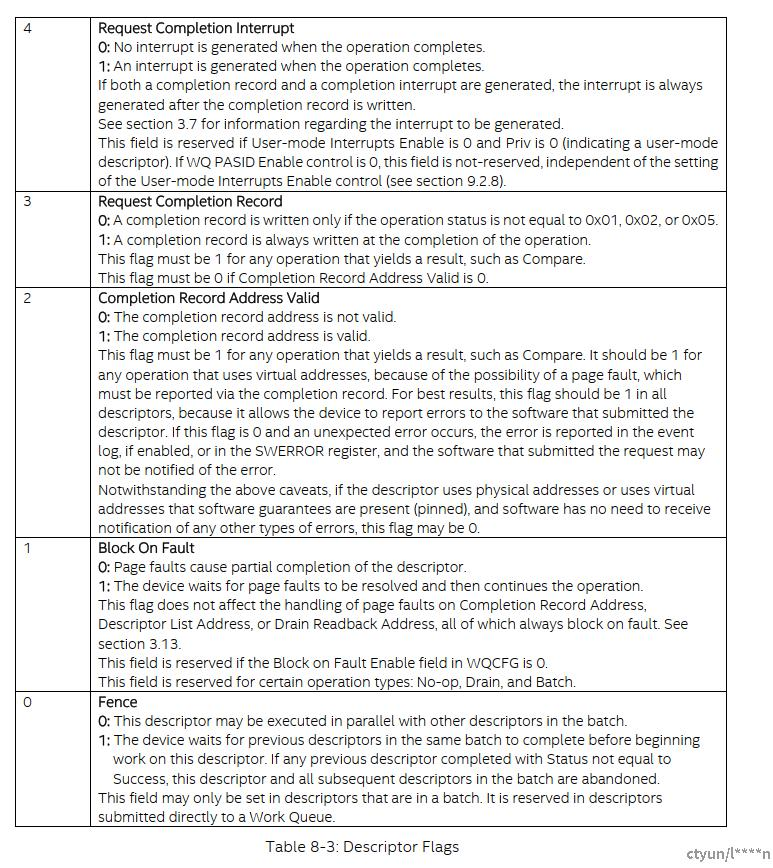 4 Request Completion Interrupt
0: No interrupt is generated when the operation completes.
1: An interrupt is generated when the operation completes.
If both a completion record and a completion interrupt are generated, the interrupt is always
generated after the completion record is written.
See section 3.7 for information regarding the interrupt to be generated.
This field is reserved if User-mode Interrupts Enable is 0 and Priv is 0 (indicating a user-mode
descriptor). If WQ PASID Enable control is 0, this field is not-reserved, independent of the setting
of the User-mode Interrupts Enable control (see section 9.2.8).
3 Request Completion Record
0: A completion record is written only if the operation status is not equal to 0x01, 0x02, or 0x05.
1: A completion record is always written at the completion of the operation.
This flag must be 1 for any operation that yields a result, such as Compare.
This flag must be 0 if Completion Record Address Valid is 0.
2 Completion Record Address Valid
0: The completion record address is not valid.
1: The completion record address is valid.
This flag must be 1 for any operation that yields a result, such as Compare. It should be 1 for
any operation that uses virtual addresses, because of the possibility of a page fault, which
must be reported via the completion record. For best results, this flag should be 1 in all
descriptors, because it allows the device to report errors to the software that submitted the
descriptor. If this flag is 0 and an unexpected error occurs, the error is reported in the event
log, if enabled, or in the SWERROR register, and the software that submitted the request may
not be notified of the error.
Notwithstanding the above caveats, if the descriptor uses physical addresses or uses virtual
addresses that software guarantees are present (pinned), and software has no need to receive
notification of any other types of errors, this flag may be 0.
1 Block On Fault
0: Page faults cause partial completion of the descriptor.
1: The device waits for page faults to be resolved and then continues the operation.
This flag does not affect the handling of page faults on Completion Record Address,
Descriptor List Address, or Drain Readback Address, all of which always block on fault. See
section 3.13.
This field is reserved if the Block on Fault Enable field in WQCFG is 0.
This field is reserved for certain operation types: No-op, Drain, and Batch.
0 Fence
0: This descriptor may be executed in parallel with other descriptors in the batch.
1: The device waits for previous descriptors in the same batch to complete before beginning
work on this descriptor. If any previous descriptor completed with Status not equal to
Success, this descriptor and all subsequent descriptors in the batch are abandoned.
This field may only be set in descriptors that are in a batch. It is reserved in descriptors
submitted directly to a Work Queue.
Table 8-3: Descriptor Flags
ctyun/l****n